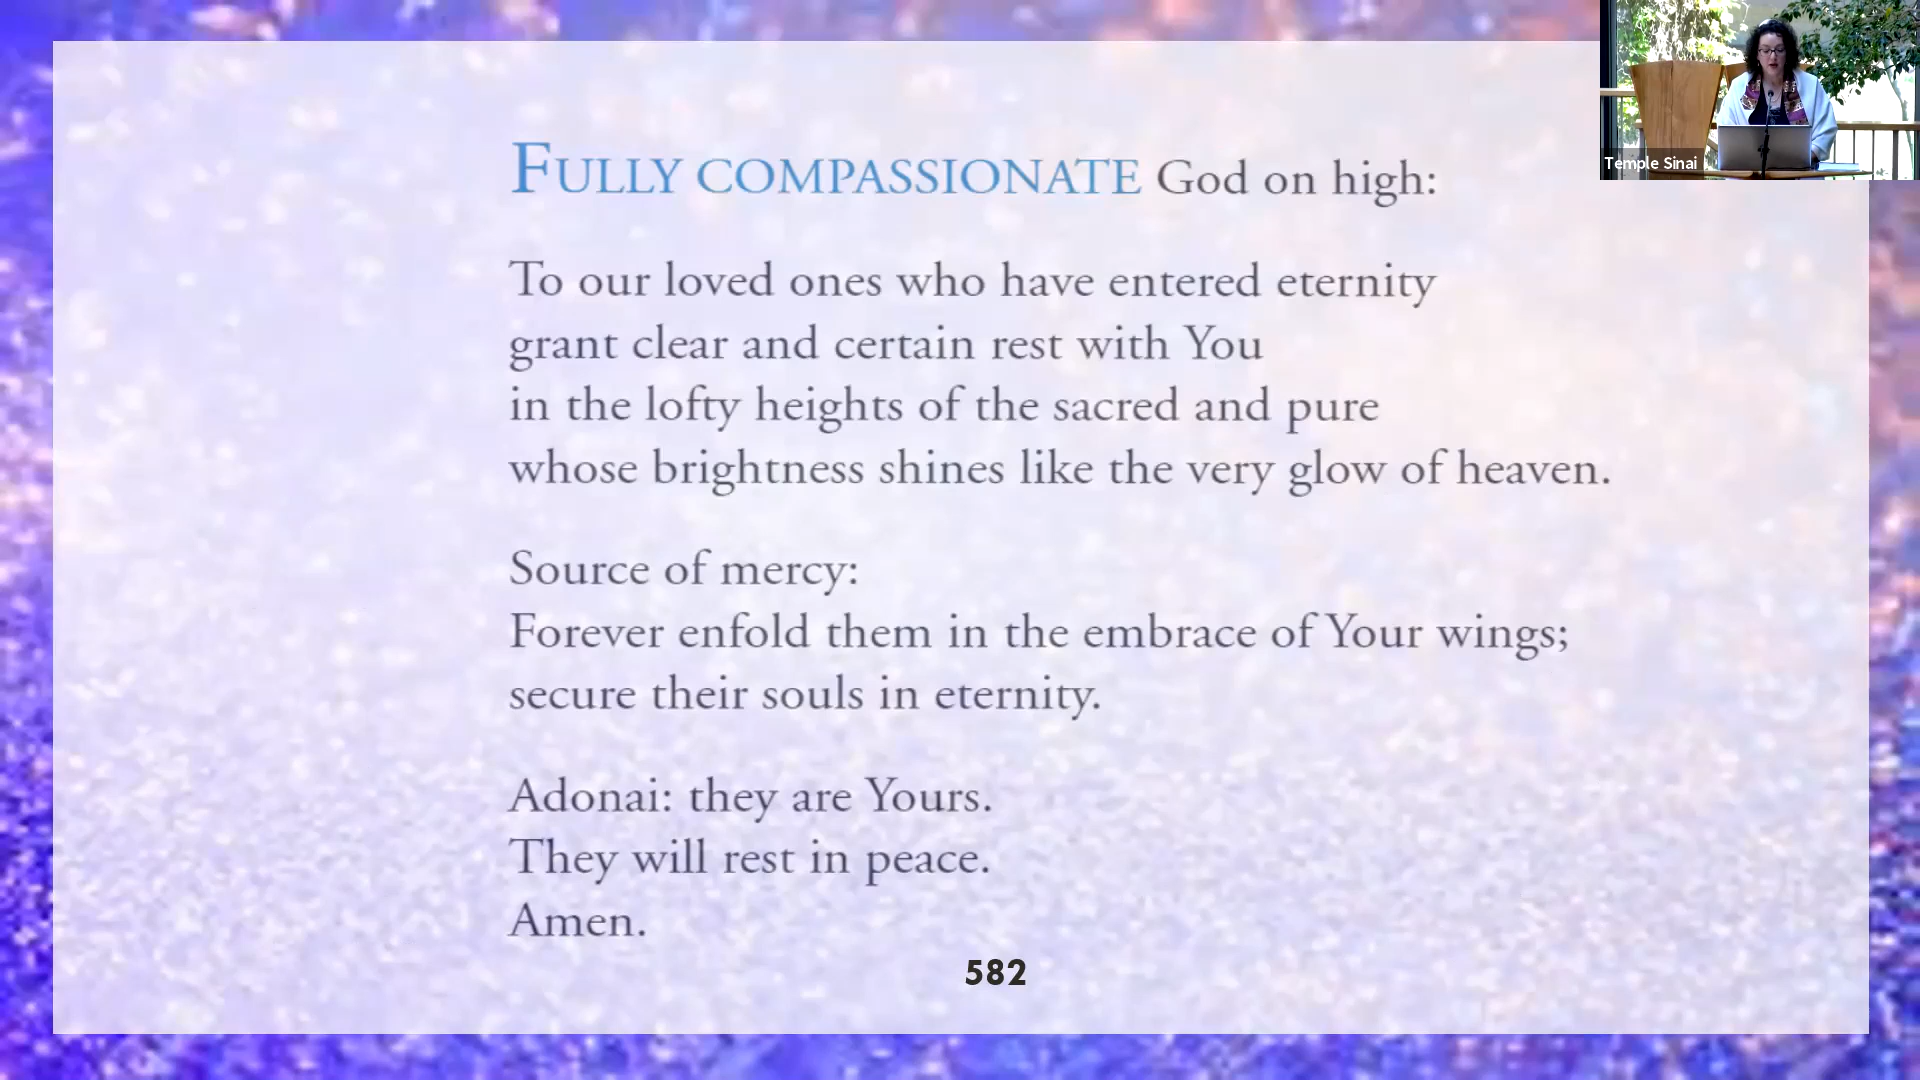 FULLY COMPASSIONATE God on high:
To our loved ones who have entered eternity
grant clear and certain rest with You
in the lofty heights of the sacred and pure
whose brightness shines like the very glow of heaven.
Source of mercy:
Forever enfold them in the embrace of Your wings;
secure their souls in eternity.
Adonai: they are Yours.
They will rest in peace.
Amen.
582
Temple Sinai